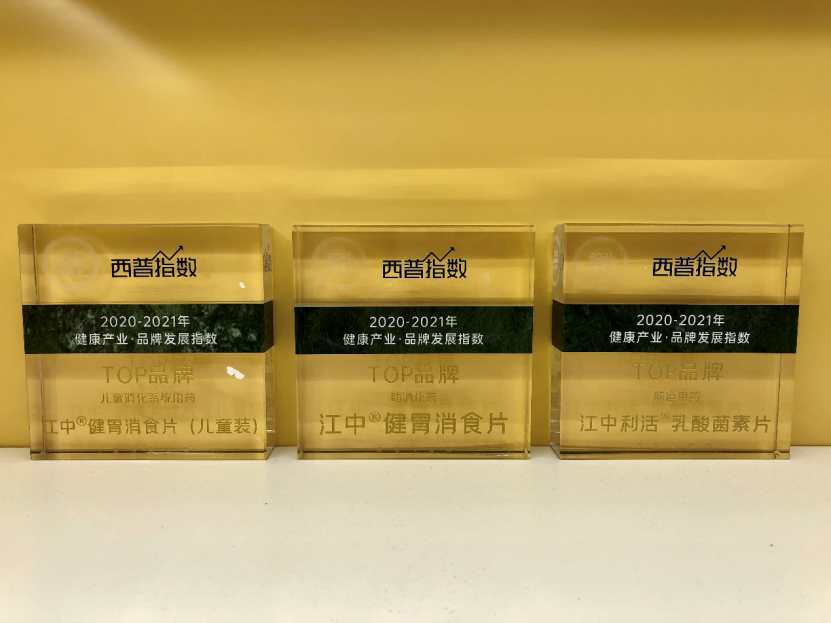 西普指数
2020-2021年
健康产业·品牌发展指数
TOP品牌
儿童消化系统用药
江中®健胃消食片（儿童装）
西普指数
2020-2021年
健康产业·品牌发展指数
TOP品牌
助消化药
江中®健胃消食片
西普指数
2020-2021年
健康产业·品牌发展指数
TOP品牌
肠道用药
江中利活®乳酸菌素片